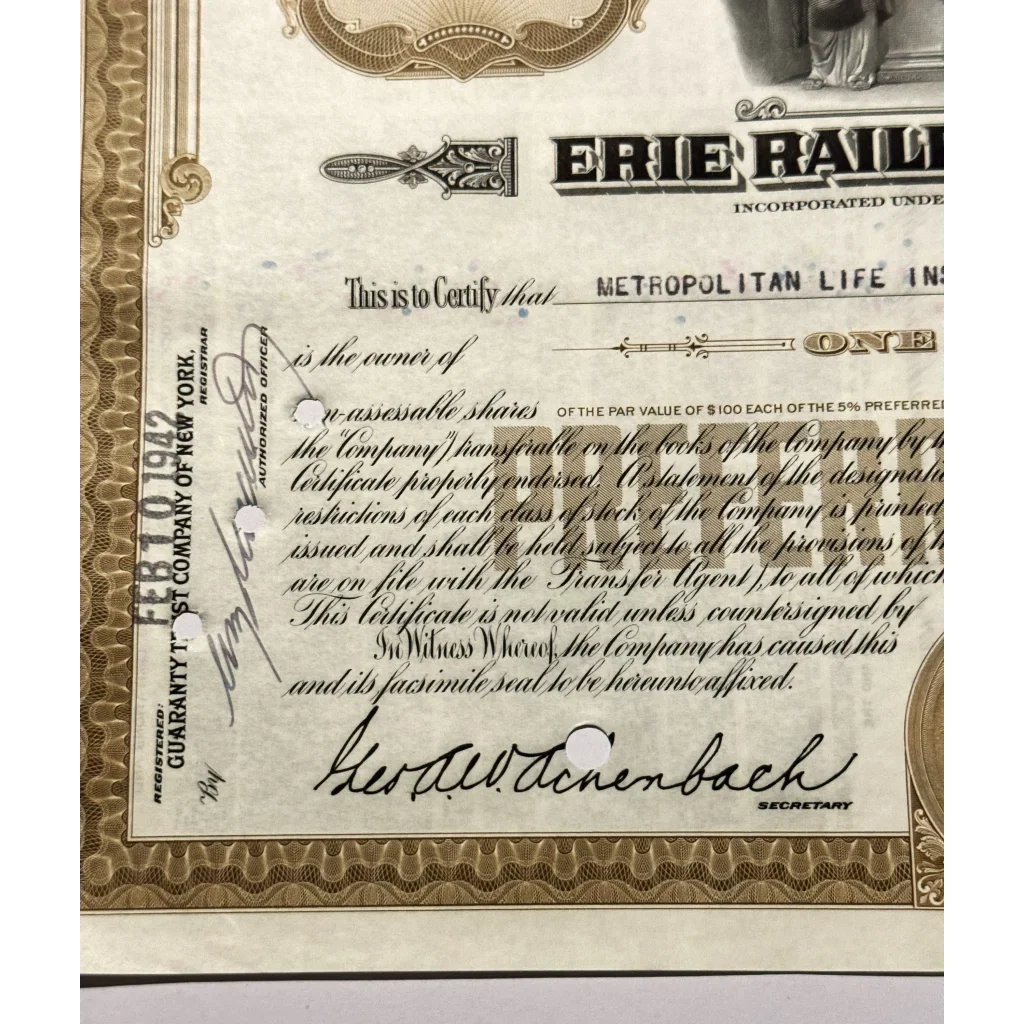 ERIE RAIL
INCORPORATED UNDE
This is to Certify that METROPOLITAN LIFE INS
is the owner of ONE
n-assessable shares OF THE PAR VALUE OF $100 EACH OF THE 5% PREFERRED
the "Company") transferable on the books of the Company by t
Certificate properly endorsed. A statement of the designati
restrictions of each class of stock of the Company is printed
issued and shall be held subject to all the provisions of
are on file with the Transfer Agent), to all of which
This Certificate is not valid unless countersigned by
In Witness Whereof, the Company has caused this
and its facsimile seal to be hereunto affixed.
PREFERR
Geo. A. W. Achenbach
SECRETARY
REGISTERED:
GUARANTY T ST COMPANY OF NEW YORK,
REGISTRAR
FEB 10 1942
By
AUTHORIZED OFFICER